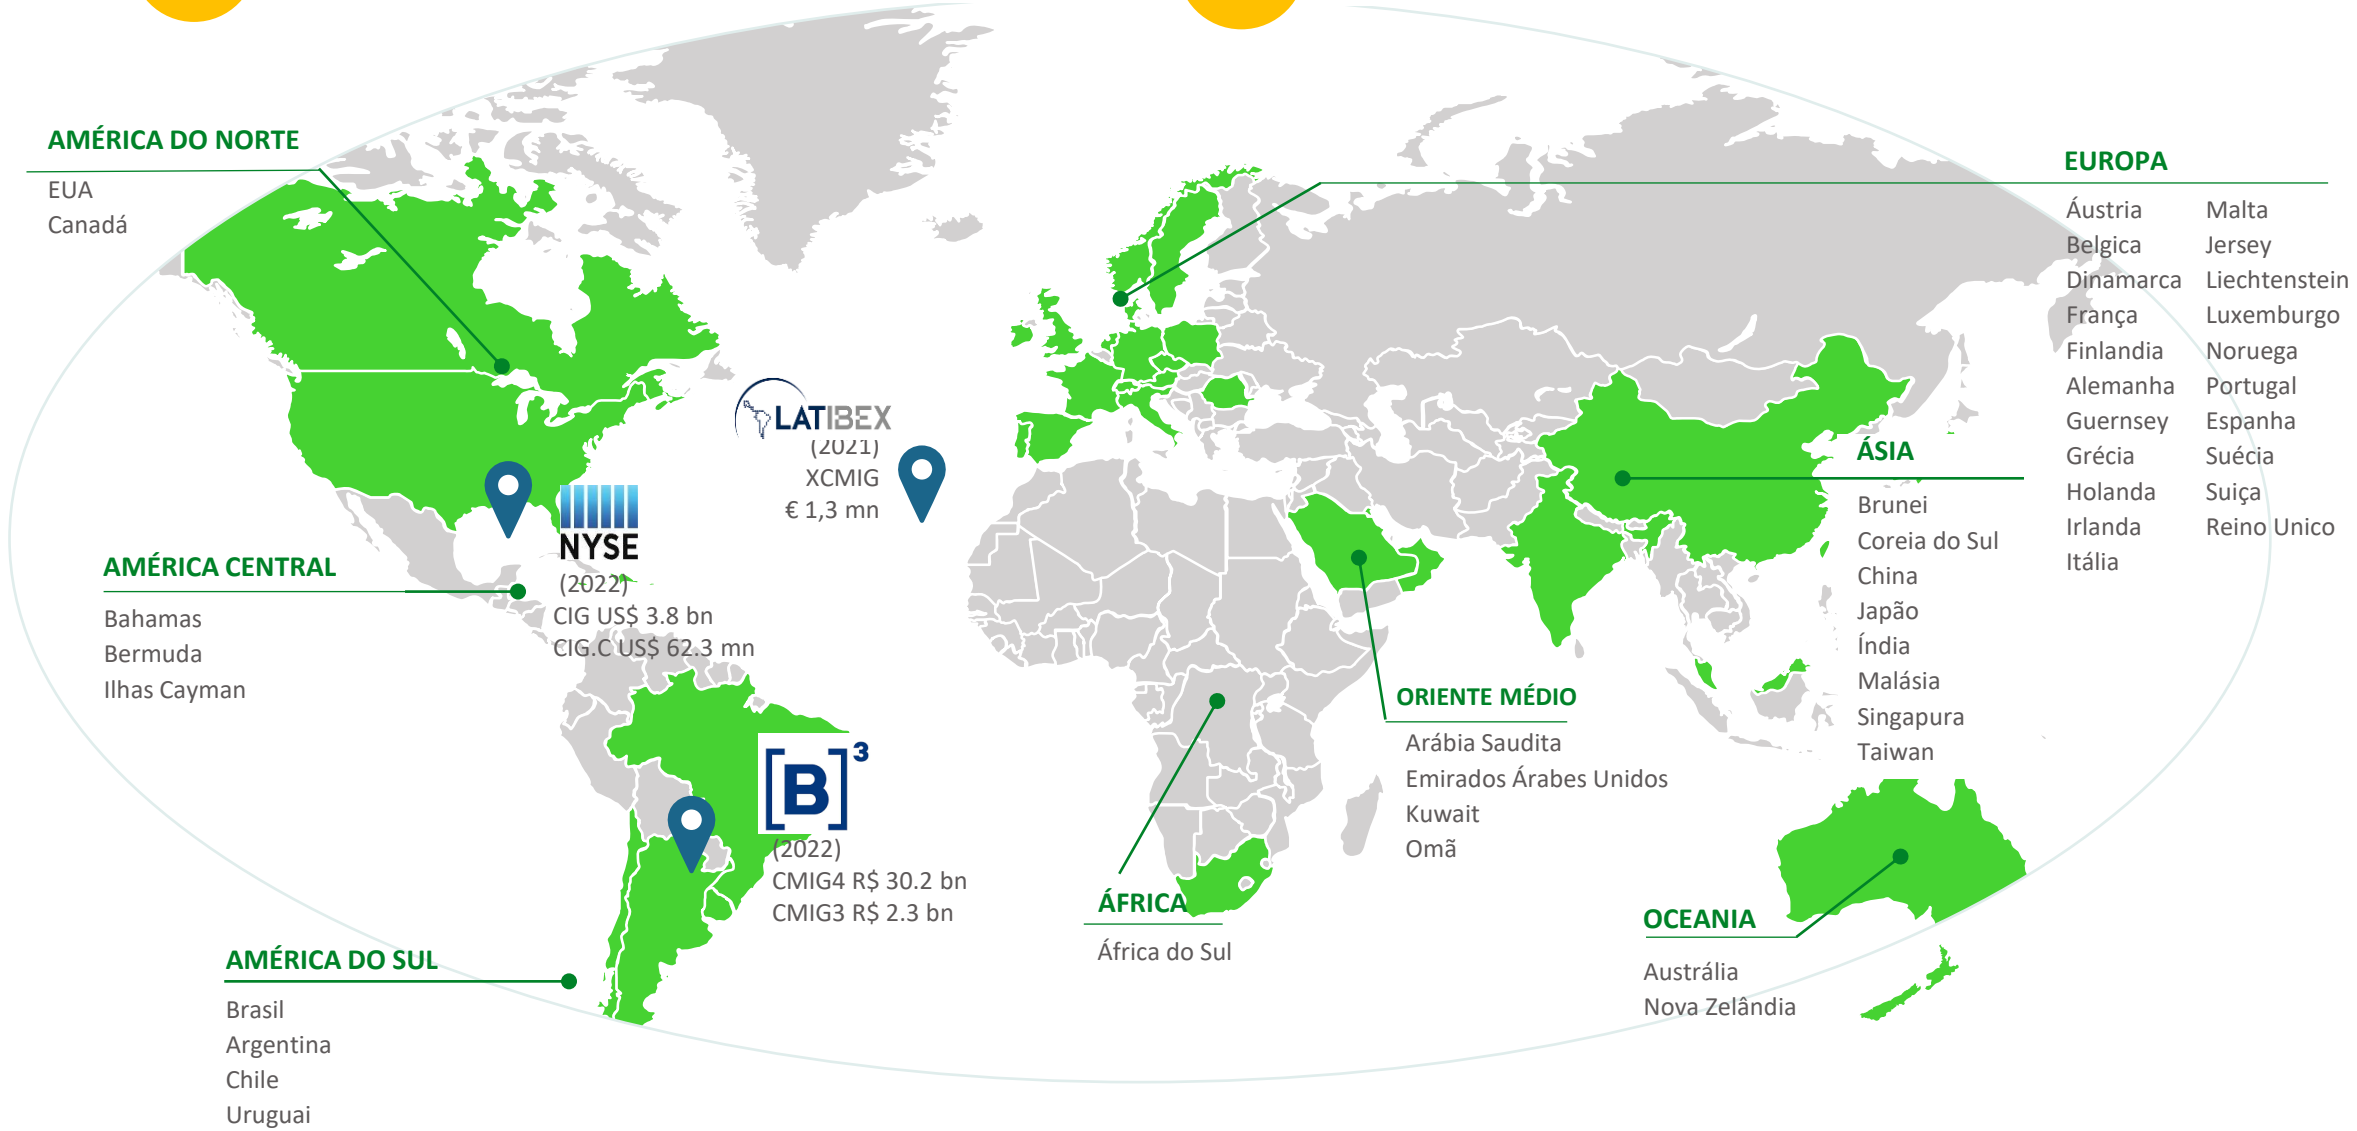 AMÉRICA DO NORTE
EUA
Canadá
EUROPA
Áustria
Belgica
Dinamarca
França
Finlandia
Alemanha
Guernsey
Grécia
Holanda
Irlanda
Itália
Malta
Jersey
Liechtenstein
Luxemburgo
Noruega
Portugal
Espanha
Suécia
Suiça
Reino Unico
LATIBEX
(2021)
XCMIG
€ 1,3 mn
NYSE
(2022)
CIG US$ 3.8 bn
CIG.C US$ 62.3 mn
ÁSIA
Brunei
Coreia do Sul
China
Japão
Índia
Malásia
Singapura
Taiwan
AMÉRICA CENTRAL
Bahamas
Bermuda
Ilhas Cayman
ORIENTE MÉDIO
Arábia Saudita
Emirados Árabes Unidos
Kuwait
Omã
[B]³
(2022)
CMIG4 R$ 30.2 bn
CMIG3 R$ 2.3 bn
ÁFRICA
África do Sul
OCEANIA
Austrália
Nova Zelândia
AMÉRICA DO SUL
Brasil
Argentina
Chile
Uruguai